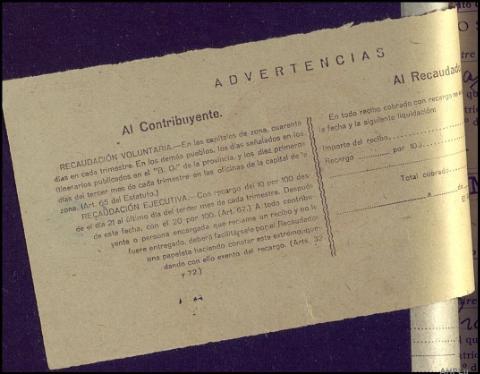 ADVERTENCIAS
Al Contribuyente.
RECAUDACIÓN VOLUNTARIA.—En las capitales de zona, cuarenta
días en cada trimestre. En los demás pueblos, los días señalados en los
itinerarios publicados en el "B. O." de la provincia, y los diez primeros
días del tercer mes de cada trimestre en las oficinas de la capital de la
zona. (Art. 65 del Estatuto.)
RECAUDACIÓN EJECUTIVA.—Con recargo del 10 por 100 des-
de el día 21 al último día del tercer mes de cada trimestre. Después
de esta fecha, con el 20 por 100. (Art. 67.) A todo contribu-
yente o persona encargada que reclame un recibo y no le
fuere entregado, deberá facilitársele por el Recaudador
una papeleta haciendo constar este extremo, que-
dando con ello exento del recargo. (Arts. 32
y 72.)
Al Recaudado
En todo recibo cobrado con recargo se
la fecha y la siguiente liquidación:
Importe del recibo
Recargo por 10
Total cobrado
a de